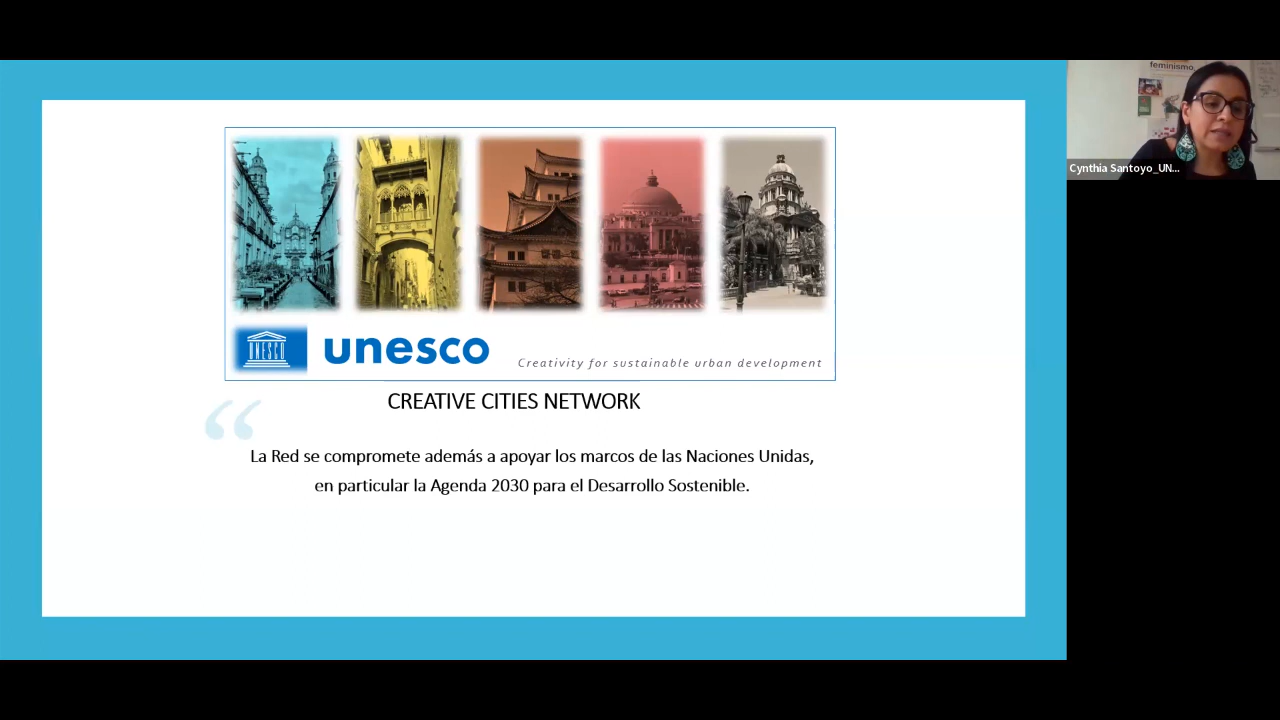 feminismo
Cynthia Santoyo_UN...
UNESCO
unesco
Creativity for sustainable urban development
CREATIVE CITIES NETWORK
“
La Red se compromete además a apoyar los marcos de las Naciones Unidas,
en particular la Agenda 2030 para el Desarrollo Sostenible.